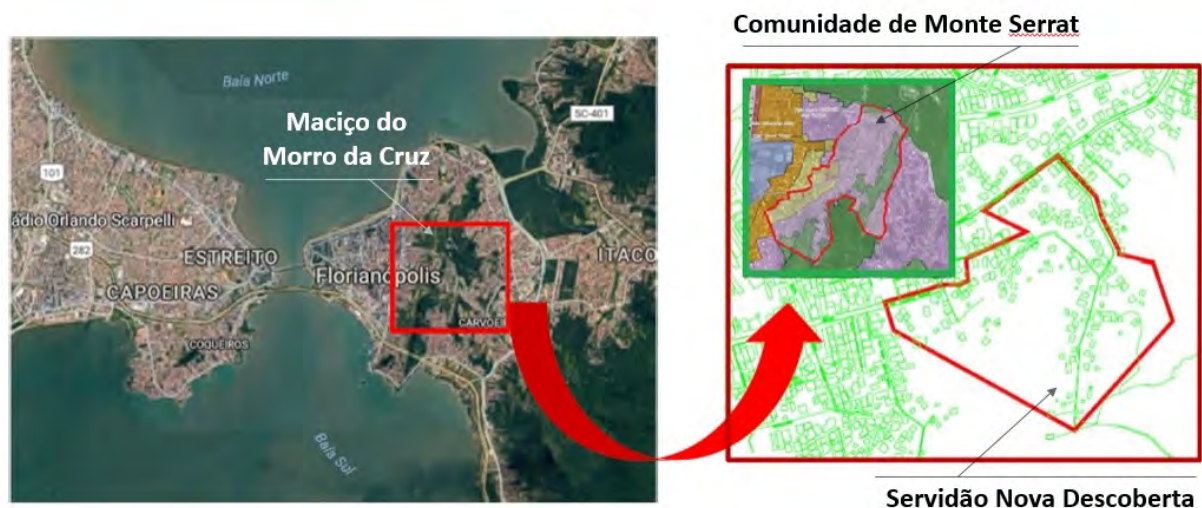 Comunidade de Monte Serrat
Baía Norte
Maciço do
Morro da Cruz
SC-401
101
ádio Orlando Scarpelli
282
ESTREITO
ITACO
Florianópolis
CAPOEIRAS
CARVOEI
COQUEIROS
Baía Sul
Servidão Nova Descoberta